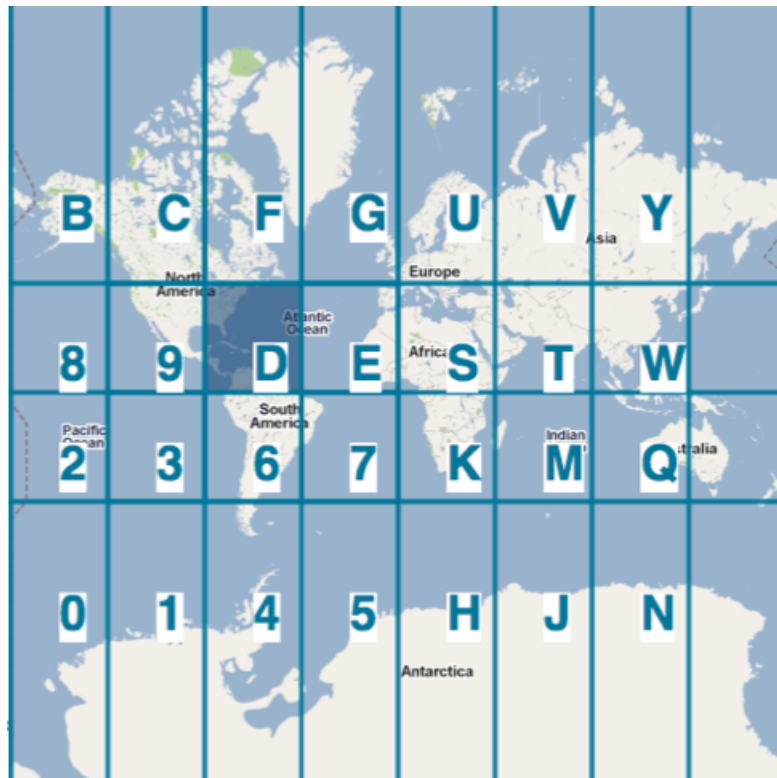 B C F G U V Y
Asia
Europe
North
America
Atlantic
Ocean
8 9 D E S T W
Africa
South
America
Pacific
Ocean
Indian
2 3 6 7 K M Q
0 1 4 5 H J N
Antarctica